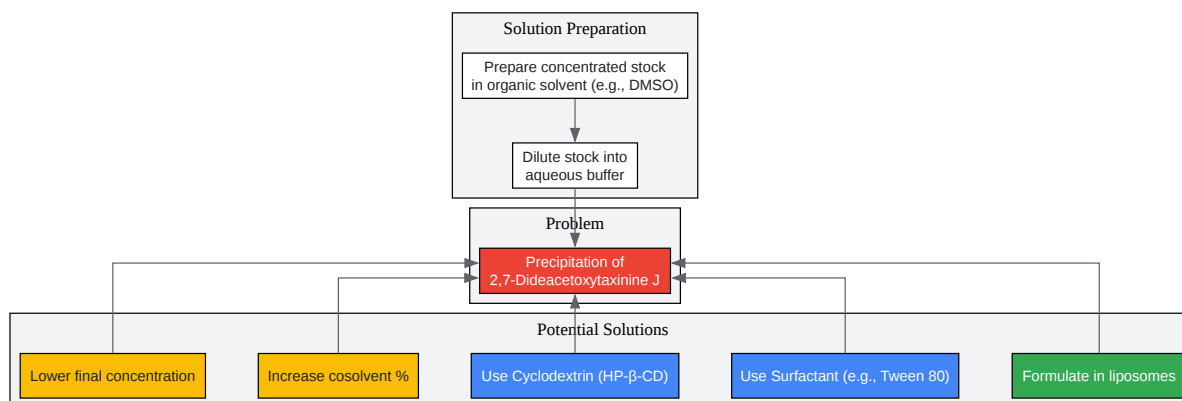 Solution Preparation
Prepare concentrated stock
in organic solvent (e.g., DMSO)
Dilute stock into
aqueous buffer
Problem
Precipitation of
2,7-Dideacetoxytaxinine J
Potential Solutions
Lower final concentration
Increase cosolvent %
Use Cyclodextrin (HP-β-CD)
Use Surfactant (e.g., Tween 80)
Formulate in liposomes